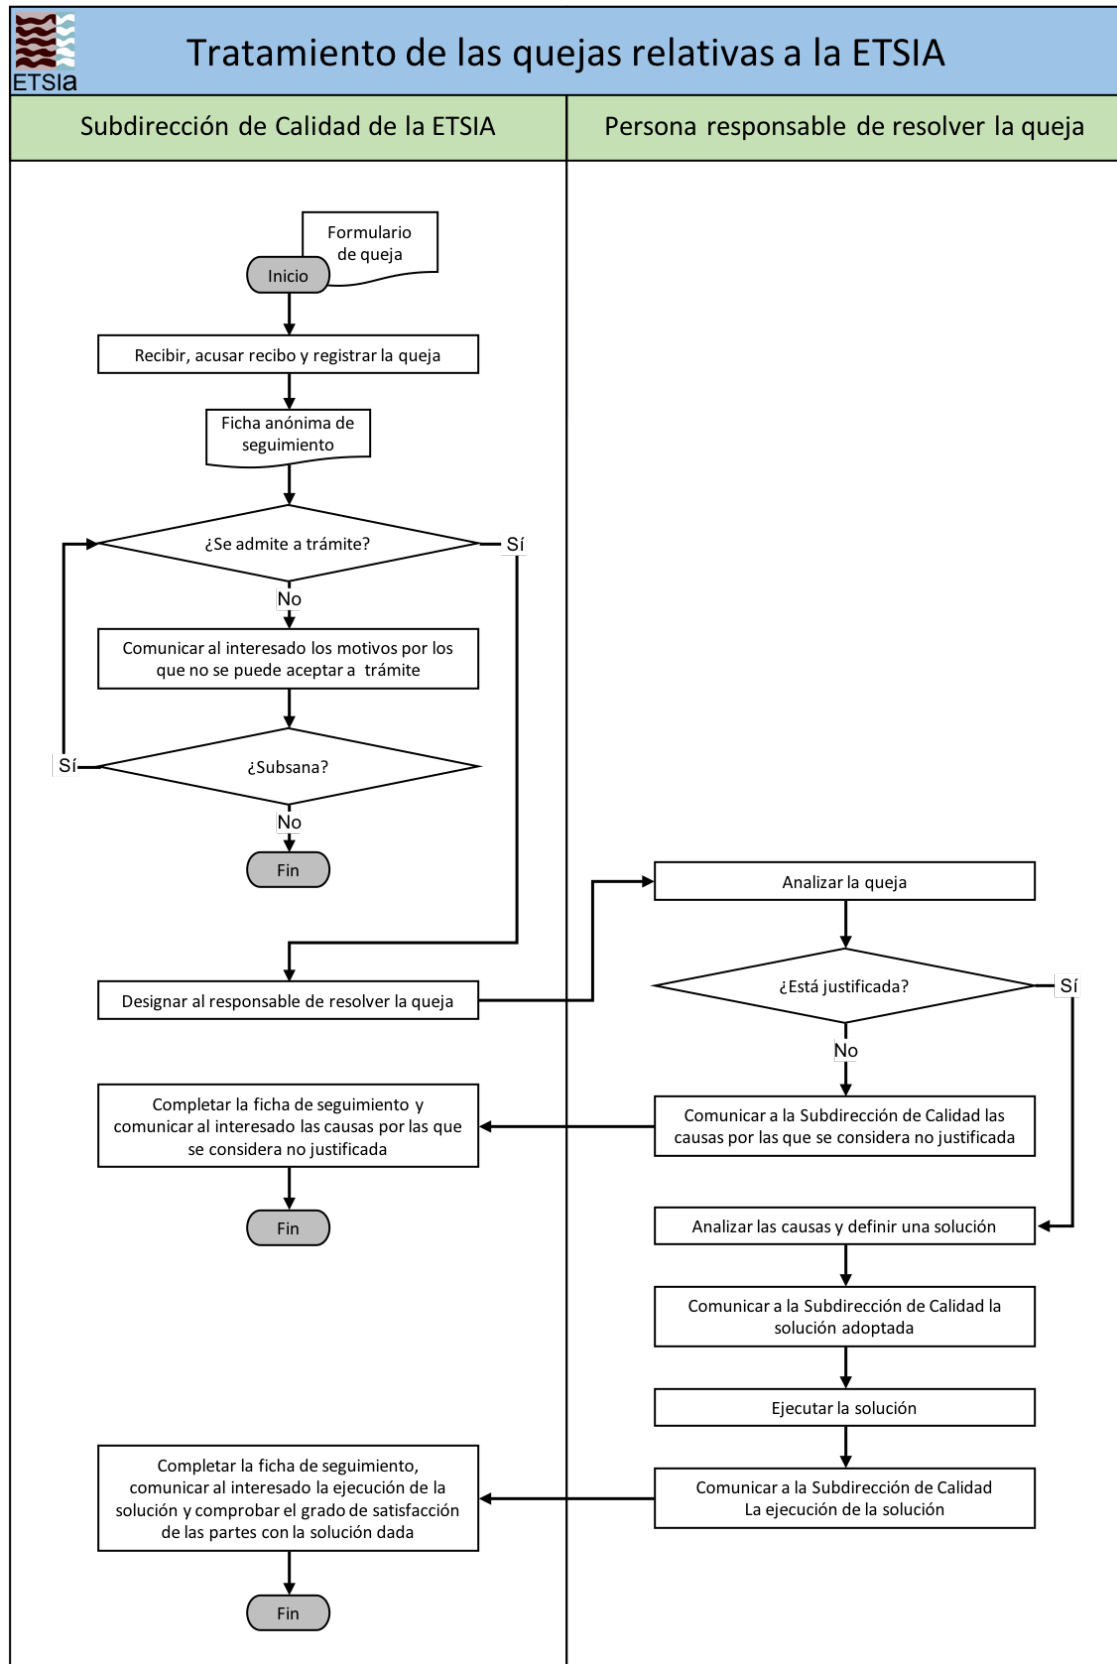 ETSIa
Tratamiento de las quejas relativas a la ETSIA
Subdirección de Calidad de la ETSIA
Persona responsable de resolver la queja
Formulario
de queja
Inicio
Recibir, acusar recibo y registrar la queja
Ficha anónima de
seguimiento
¿Se admite a trámite?
Sí
No
Comunicar al interesado los motivos por los
que no se puede aceptar a trámite
¿Subsana?
Sí
No
Fin
Designar al responsable de resolver la queja
Analizar la queja
¿Está justificada?
Sí
No
Comunicar a la Subdirección de Calidad las
causas por las que se considera no justificada
Completar la ficha de seguimiento y
comunicar al interesado las causas por las que
se considera no justificada
Fin
Analizar las causas y definir una solución
Comunicar a la Subdirección de Calidad la
solución adoptada
Ejecutar la solución
Comunicar a la Subdirección de Calidad
La ejecución de la solución
Completar la ficha de seguimiento,
comunicar al interesado la ejecución de la
solución y comprobar el grado de satisfacción
de las partes con la solución dada
Fin